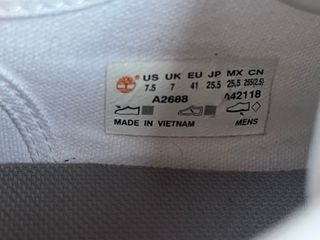 US UK EU JP MX CN
7.5 7 41 25.5 25.5 255(2.5)
A2688 A42118
MADE IN VIETNAM MENS